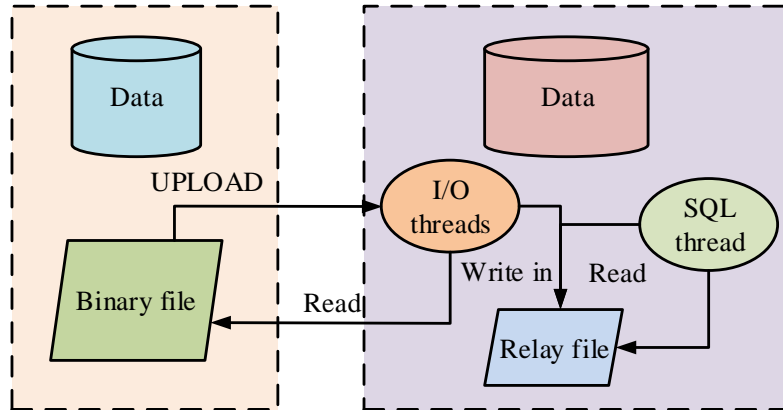 Data
Data
UPLOAD
I/O
threads
SQL
thread
Write in
Read
Binary file
Read
Relay file